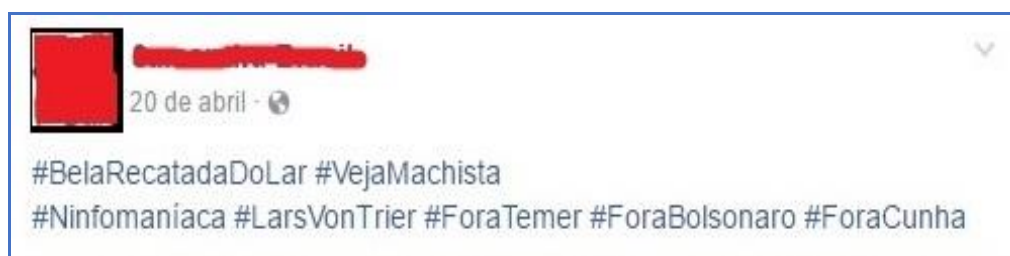 20 de abril ·
#BelaRecatadaDoLar #VejaMachista
#Ninfomaníaca #LarsVonTrier #ForaTemer #ForaBolsonaro #ForaCunha